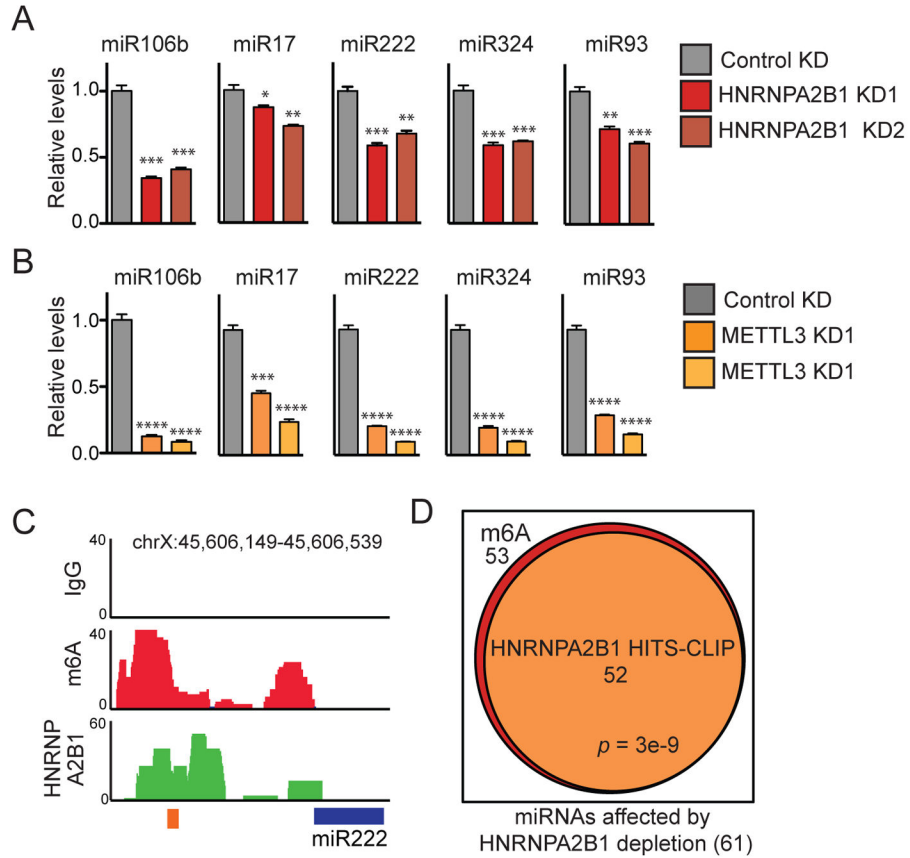 A
miR106b miR17 miR222 miR324 miR93
Relative levels
1.0
0.5
0.0
*** *** * ** *** ** *** *** ** ***
Control KD
HNRNPA2B1 KD1
HNRNPA2B1 KD2
B
miR106b miR17 miR222 miR324 miR93
Relative levels
1.0
0.5
0.0
**** **** *** **** **** **** **** **** **** ****
Control KD
METTL3 KD1
METTL3 KD1
C
chrX:45,606,149-45,606,539
40
IgG
0
40
m6A
0
60
HNRNP
A2B1
0
miR222
D
m6A
53
HNRNPA2B1 HITS-CLIP
52
p = 3e-9
miRNAs affected by
HNRNPA2B1 depletion (61)